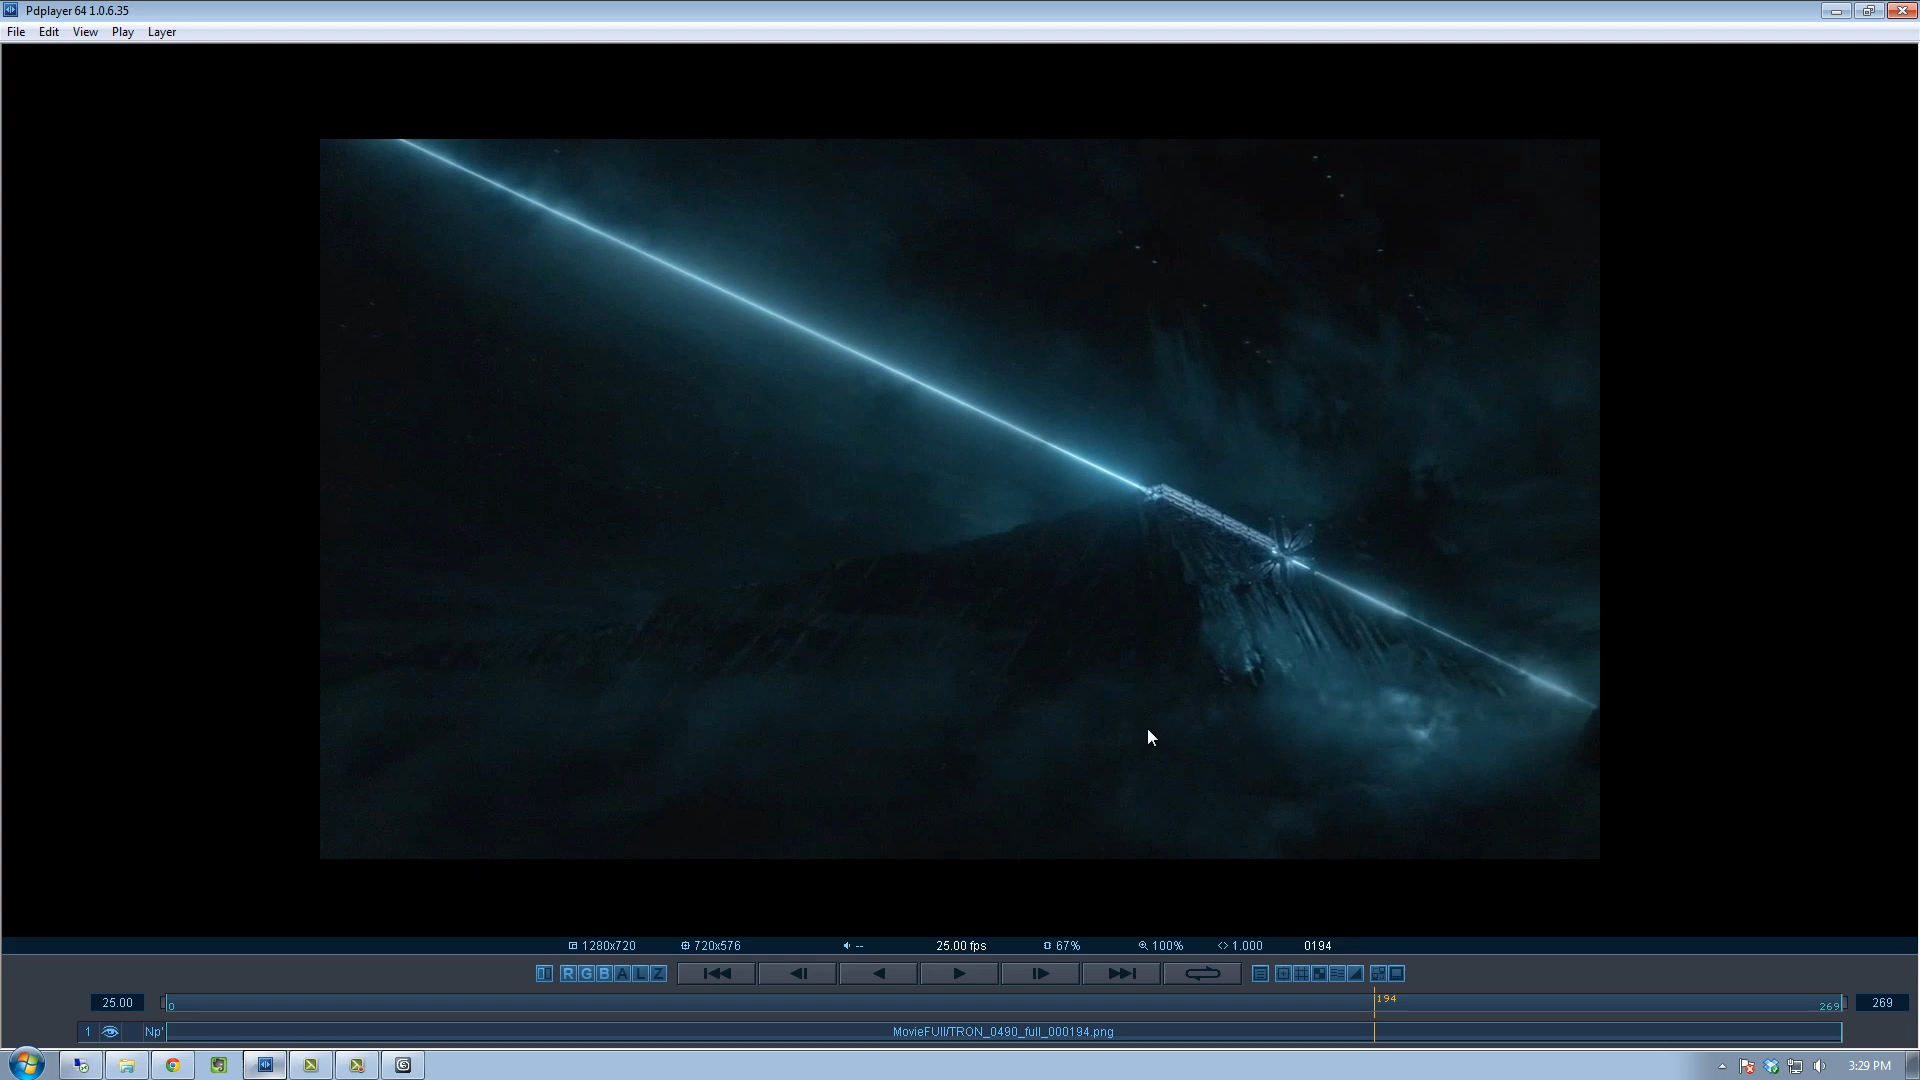 Pdplayer 64 1.0.6.35
File Edit View Play Layer
1280x720 720x576 -- 25.00 fps 67% 100% 1.000 0194
R G B A L Z
25.00 0 194 269 269
1 Np' MovieFUll/TRON_0490_full_000194.png
3:29 PM